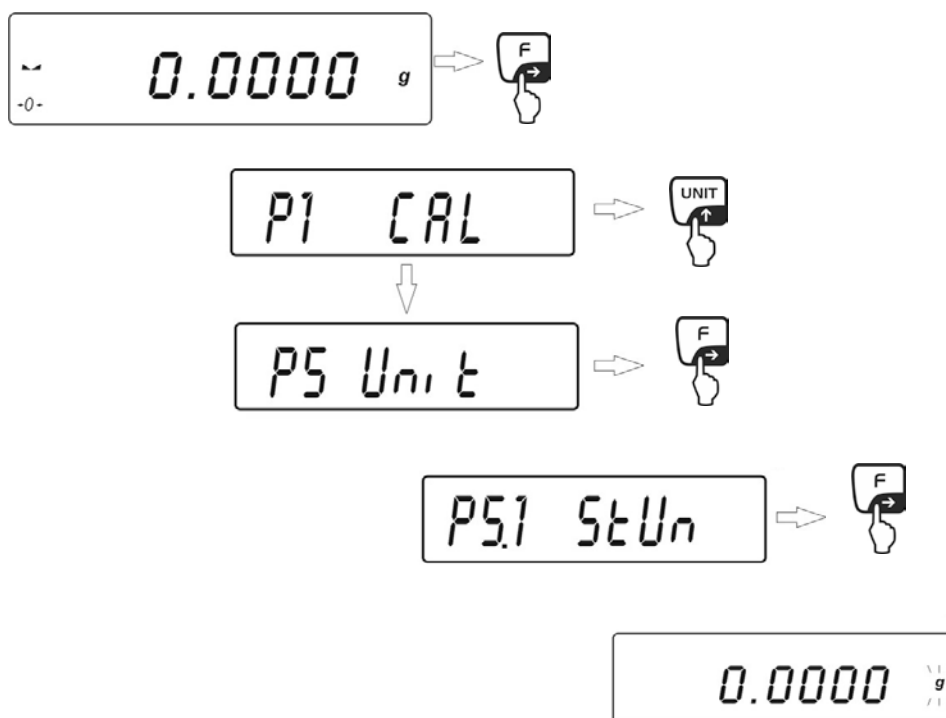 0.0000 g
-0-
F
P1 CAL
UNIT
P5 Unit
F
P5.1 StUn
F
0.0000 g